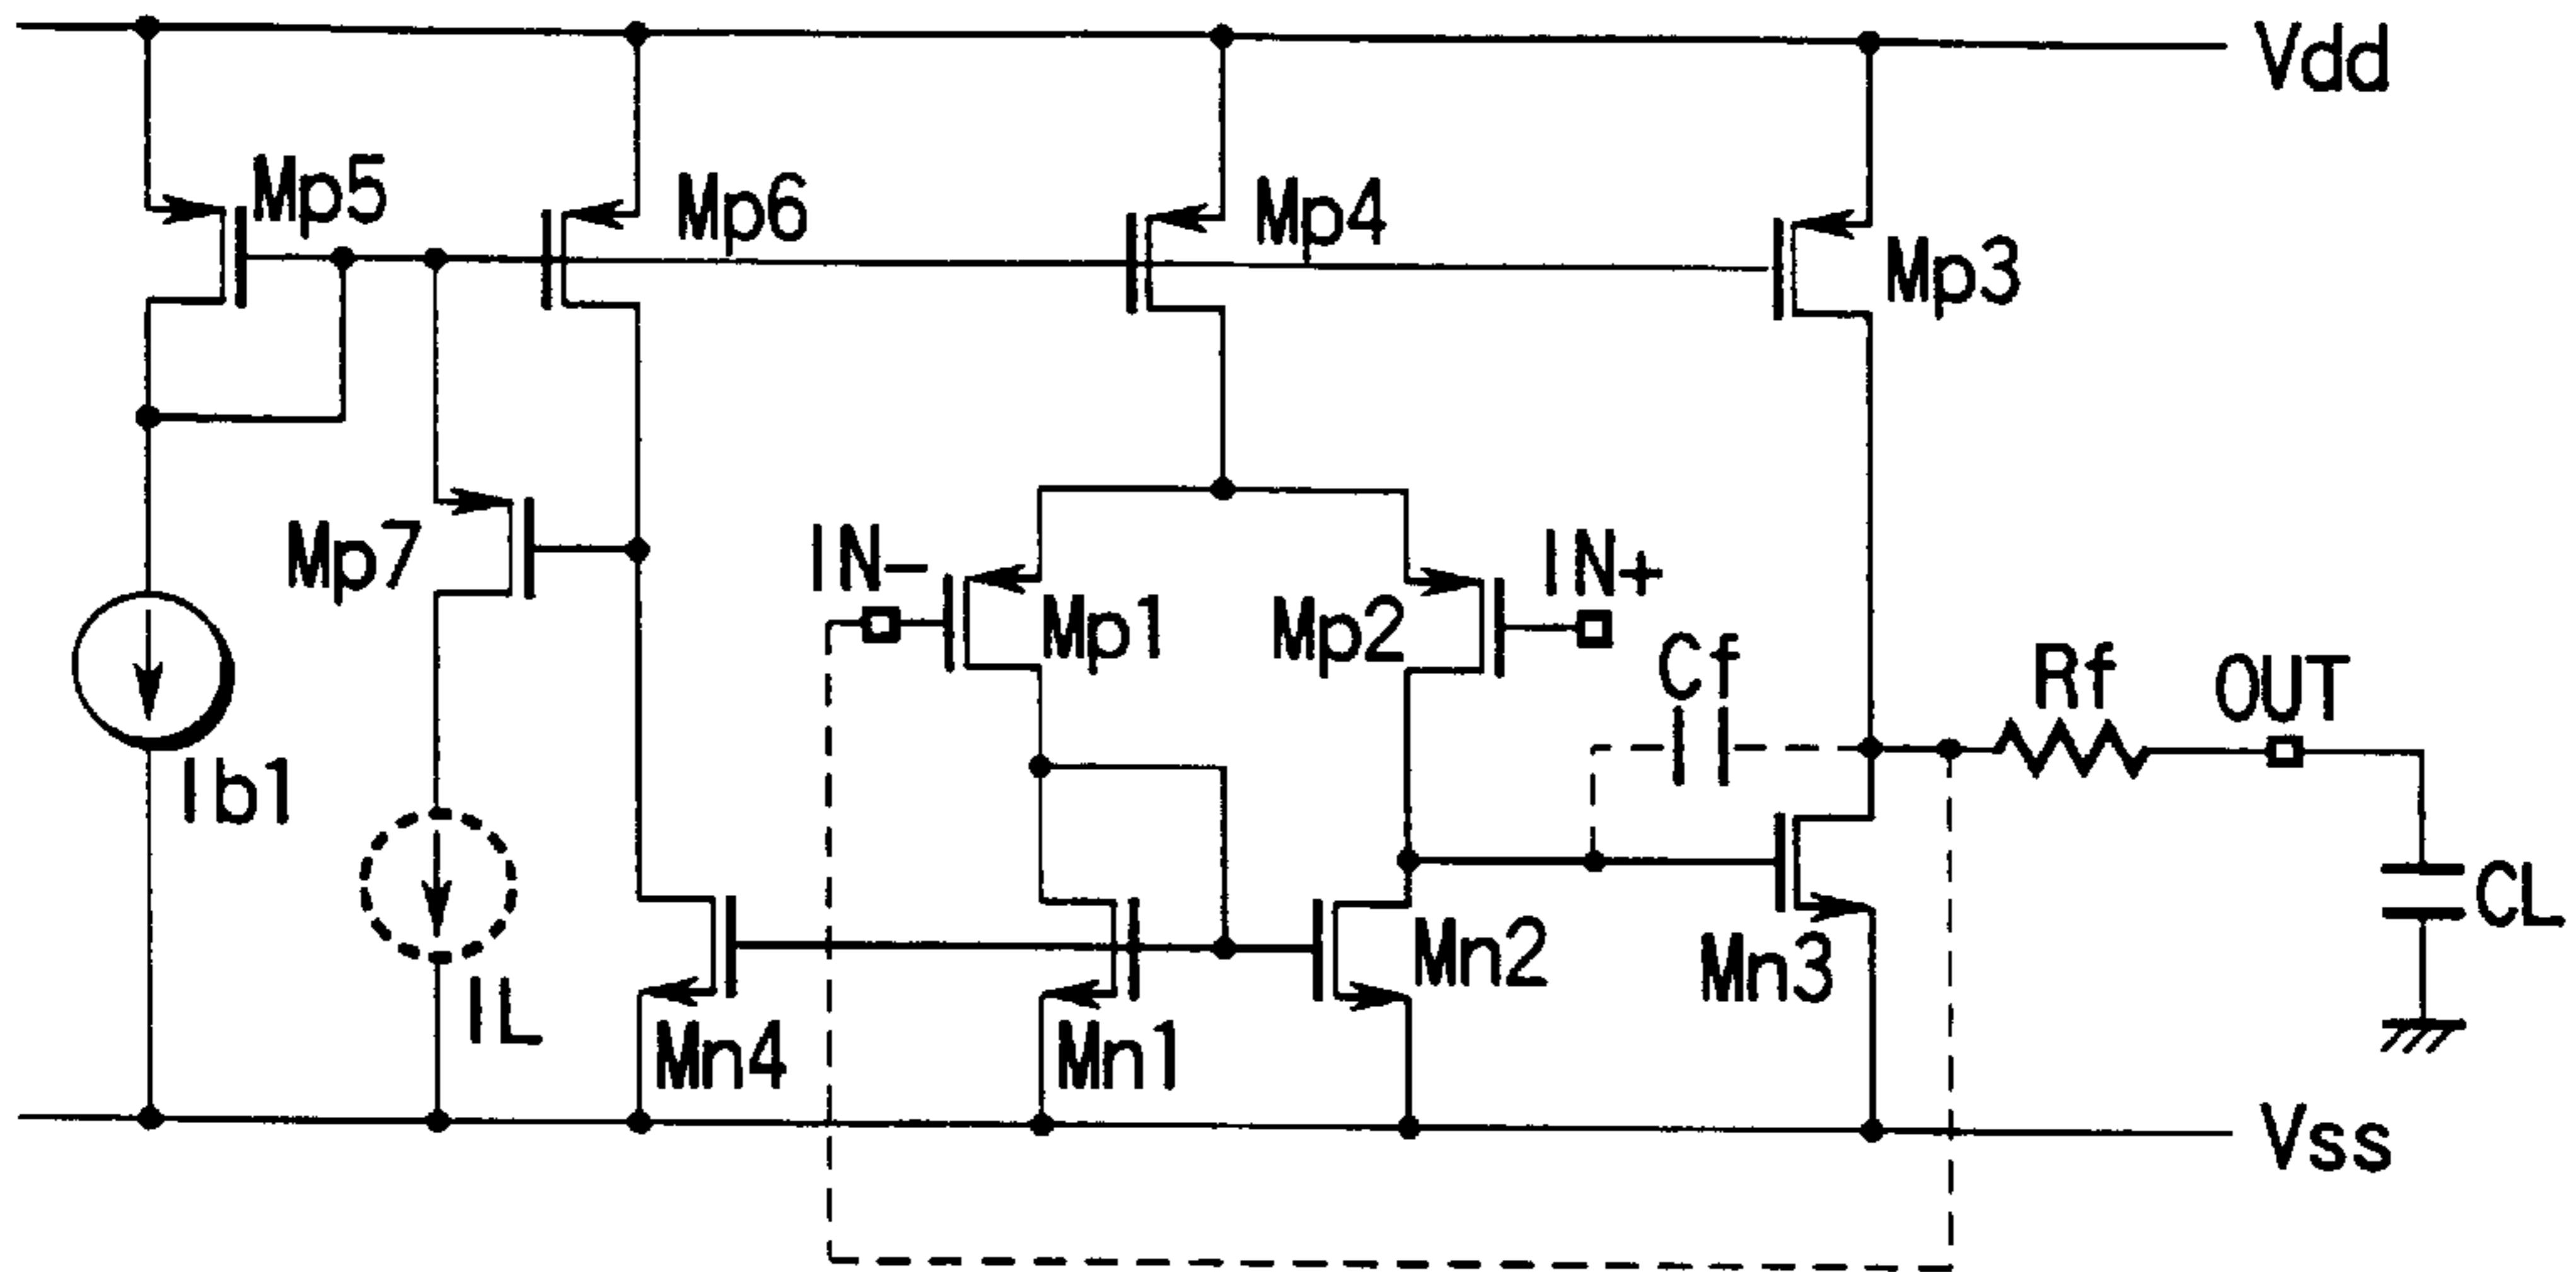 Vdd
Mp5
Mp6
Mp4
Mp3
Mp7
IN-
IN+
Mp1
Mp2
Cf
Rf
OUT
Ib1
IL
Mn4
Mn1
Mn2
Mn3
CL
Vss